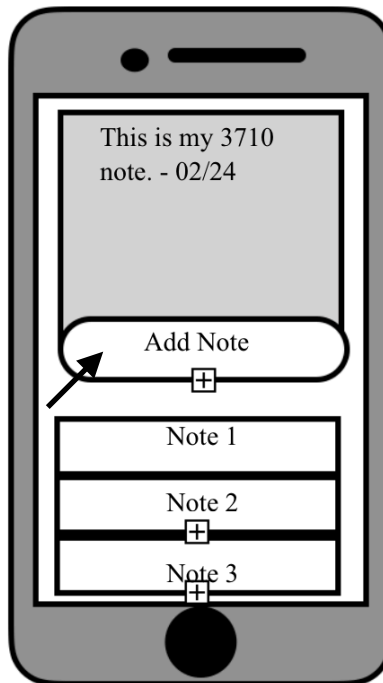 This is my 3710
note. - 02/24
Add Note
Note 1
Note 2
Note 3